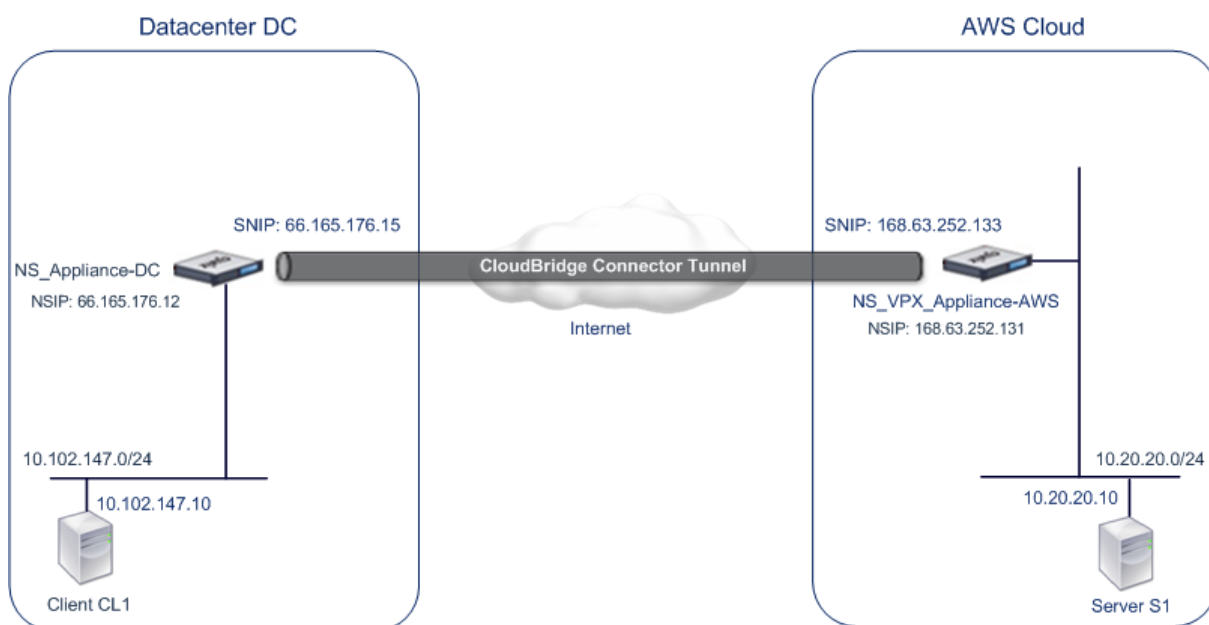 Datacenter DC
AWS Cloud
SNIP: 66.165.176.15
SNIP: 168.63.252.133
CloudBridge Connector Tunnel
NS_Appliance-DC
NSIP: 66.165.176.12
NS_VPX_Appliance-AWS
NSIP: 168.63.252.131
Internet
10.102.147.0/24
10.20.20.0/24
10.102.147.10
10.20.20.10
Client CL1
Server S1